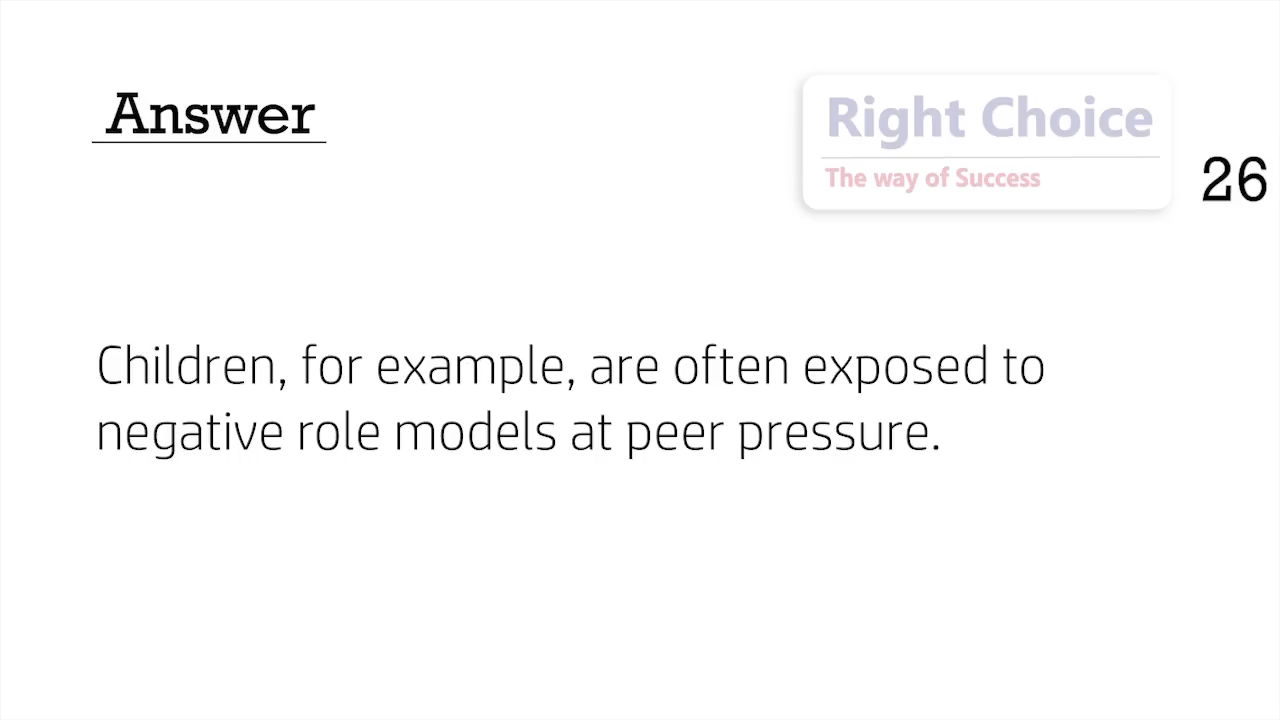 Answer
Right Choice
The way of Success
26
Children, for example, are often exposed to
negative role models at peer pressure.